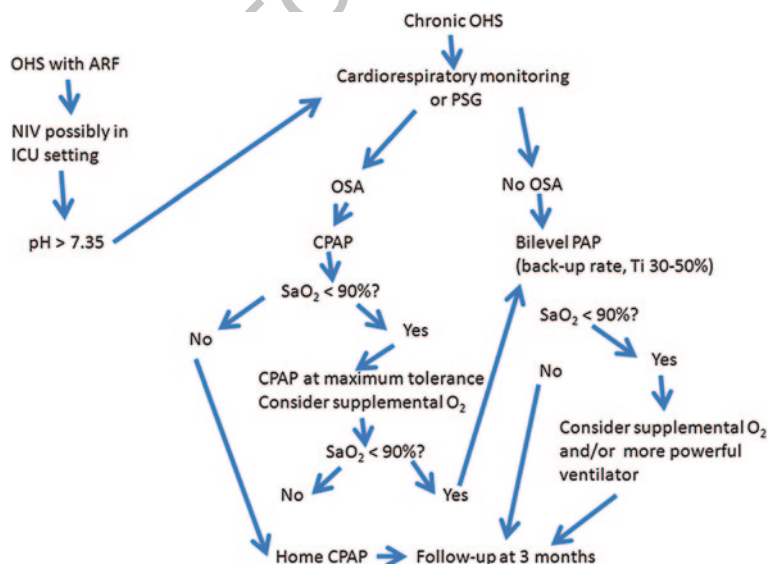 Chronic OHS
OHS with ARF
Cardiorespiratory monitoring
or PSG
NIV possibly in
ICU setting
pH > 7.35
OSA
No OSA
CPAP
Bilevel PAP
(back-up rate, Ti 30-50%)
SaO₂ < 90%?
SaO₂ < 90%?
No
Yes
Yes
No
CPAP at maximum tolerance
Consider supplemental O₂
Consider supplemental O₂
and/or more powerful
ventilator
SaO₂ < 90%?
No
Yes
Home CPAP
Follow-up at 3 months